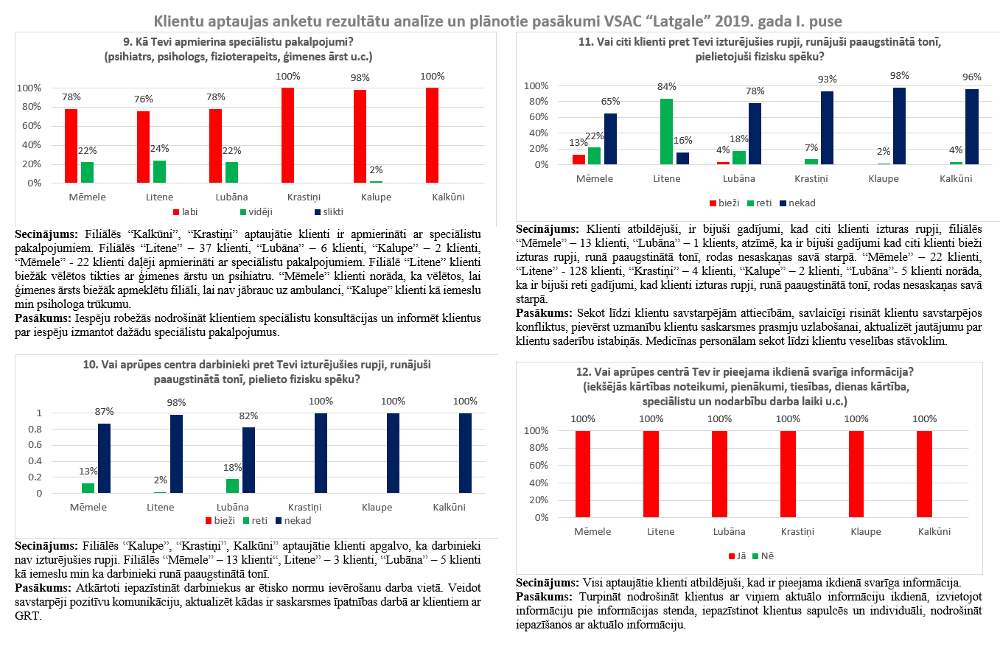 Klientu aptaujas anketu rezultātu analīze un plānotie pasākumi VSAC “Latgale” 2019. gada I. puse
9. Kā Tevi apmierina speciālistu pakalpojumi?
(psihiatrs, psihologs, fizioterapeits, ģimenes ārst u.c.)
100%
80%
60%
40%
20%
0%
78%
22%
76%
24%
78%
22%
100%
98%
2%
100%
Mēmele
Litene
Lubāna
Krastiņi
Kalupe
Kalkūni
labi
vidēji
slikti
Secinājums: Filiālēs “Kalkūni”, “Krastiņi” aptaujātie klienti ir apmierināti ar speciālistu
pakalpojumiem. Filiālēs “Litene” – 37 klienti, “Lubāna” – 6 klienti, “Kalupe” – 2 klienti,
“Mēmele” - 22 klienti daļēji apmierināti ar speciālistu pakalpojumiem. Filiālē “Litene” klienti
biežāk vēlētos tikties ar ģimenes ārstu un psihiatru. “Mēmele” klienti norāda, ka vēlētos, lai
ģimenes ārsts biežāk apmeklētu filiāli, lai nav jābrauc uz ambulanci, “Kalupe” klienti kā iemeslu
min psihologa trūkumu.
Pasākums: Iespēju robežās nodrošināt klientiem speciālistu konsultācijas un informēt klientus
par iespēju izmantot dažādu speciālistu pakalpojumus.
10. Vai aprūpes centra darbinieki pret Tevi izturējušies rupji, runājuši
paaugstinātā tonī, pielieto fizisku spēku?
1
0.8
0.6
0.4
0.2
0
13%
87%
2%
98%
18%
82%
100%
100%
100%
Mēmele
Litene
Lubāna
Krastiņi
Klaupe
Kalkūni
bieži
reti
nekad
Secinājums: Filiālēs “Kalupe”, “Krastiņi”, Kalkūni” aptaujātie klienti apgalvo, ka darbinieki
nav izturējušies rupji. Filiālēs “Mēmele” – 13 klienti“, Litene” – 3 klienti, “Lubāna” – 5 klienti
kā iemeslu min ka darbinieki runā paaugstinātā tonī.
Pasākums: Atkārtoti iepazīstināt darbiniekus ar ētisko normu ievērošanu darba vietā. Veidot
savstarpēji pozitīvu komunikāciju, aktualizēt kādas ir saskarsmes īpatnības darbā ar klientiem ar
GRT.
11. Vai citi klienti pret Tevi izturējušies rupji, runājuši paaugstinātā tonī,
pielietojuši fizisku spēku?
100%
80%
60%
40%
20%
0%
13%
22%
65%
84%
16%
4%
18%
78%
7%
93%
2%
98%
4%
96%
Mēmele
Litene
Lubāna
Krastiņi
Klaupe
Kalkūni
bieži
reti
nekad
Secinājums: Klienti atbildējuši, ir bijuši gadījumi, kad citi klienti izturas rupji, filiālēs
“Mēmele” – 13 klienti, “Lubāna” – 1 klients, atzīmē, ka ir bijuši gadījumi kad citi klienti bieži
izturas rupji, runā paaugstinātā tonī, rodas nesaskaņas savā starpā. “Mēmele” – 22 klienti,
“Litene” - 128 klienti, “Krastiņi” – 4 klienti, “Kalupe” – 2 klienti, “Lubāna”- 5 klienti norāda,
ka ir bijuši reti gadījumi, kad klienti izturas rupji, runā paaugstinātā tonī, rodas nesaskaņas savā
starpā.
Pasākums: Sekot līdzi klientu savstarpējām attiecībām, savlaicīgi risināt klientu savstarpējos
konfliktus, pievērst uzmanību klientu saskarsmes prasmju uzlabošanai, aktualizēt jautājumu par
klientu saderību istabiņās. Medicīnas personālam sekot līdzi klientu veselības stāvoklim.
12. Vai aprūpes centrā Tev ir pieejama ikdienā svarīga informācija?
(iekšējās kārtības noteikumi, pienākumi, tiesības, dienas kārtība,
speciālistu un nodarbību darba laiki u.c.)
100%
80%
60%
40%
20%
0%
100%
100%
100%
100%
100%
100%
Mēmele
Litene
Lubāna
Krastiņi
Klaupe
Kalkūni
Jā
Nē
Secinājums: Visi aptaujātie klienti atbildējuši, kad ir pieejama ikdienā svarīga informācija.
Pasākums: Turpināt nodrošināt klientus ar viņiem aktuālo informāciju ikdienā, izvietojot
informāciju pie informācijas stenda, iepazīstinot klientus sapulcēs un individuāli, nodrošināt
iepazīšanos ar aktuālo informāciju.